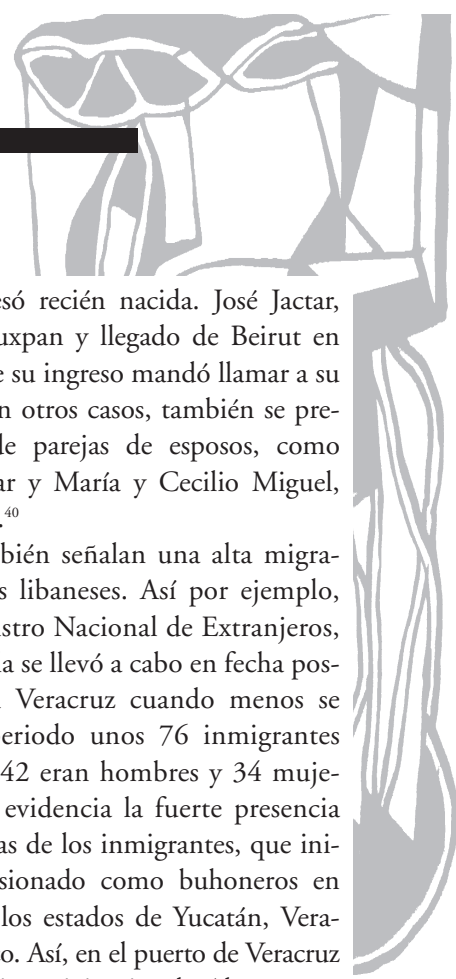 esó recién nacida. José Jactar,
uxpan y llegado de Beirut en
e su ingreso mandó llamar a su
n otros casos, también se pre-
de parejas de esposos, como
ar y María y Cecilio Miguel,
.40
bién señalan una alta migra-
s libaneses. Así por ejemplo,
istro Nacional de Extranjeros,
na se llevó a cabo en fecha pos-
Veracruz cuando menos se
eriodo unos 76 inmigrantes
42 eran hombres y 34 muje-
evidencia la fuerte presencia
as de los inmigrantes, que ini-
sionado como buhoneros en
los estados de Yucatán, Vera-
o. Así, en el puerto de Veracruz